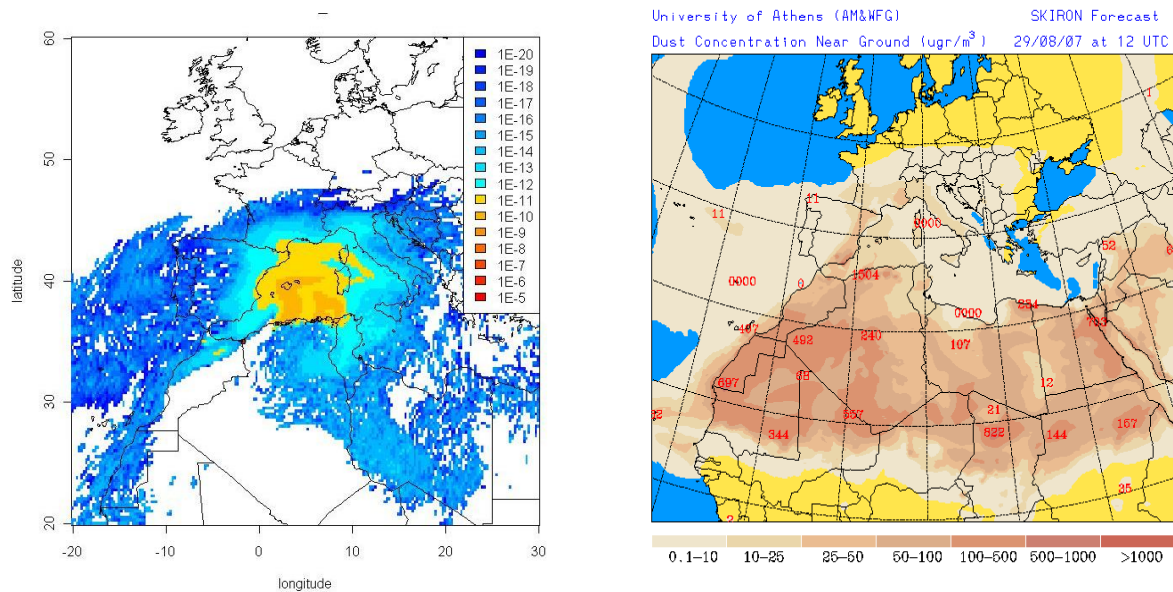 60
50
40
30
20
latitude
-20
-10
0
10
20
30
longitude
1E-20
1E-19
1E-18
1E-17
1E-16
1E-15
1E-14
1E-13
1E-12
1E-11
1E-10
1E-9
1E-8
1E-7
1E-6
1E-5
University of Athens (AM&WFG) SKIRON Forecast
Dust Concentration Near Ground (ugr/m³) 29/08/07 at 12 UTC
11
11
0000
52
1504
0000
0
0000
492
240
107
697
68
12
557
21
344
822
144
167
35
2
0.1-10 10-25 25-50 50-100 100-500 500-1000 >1000